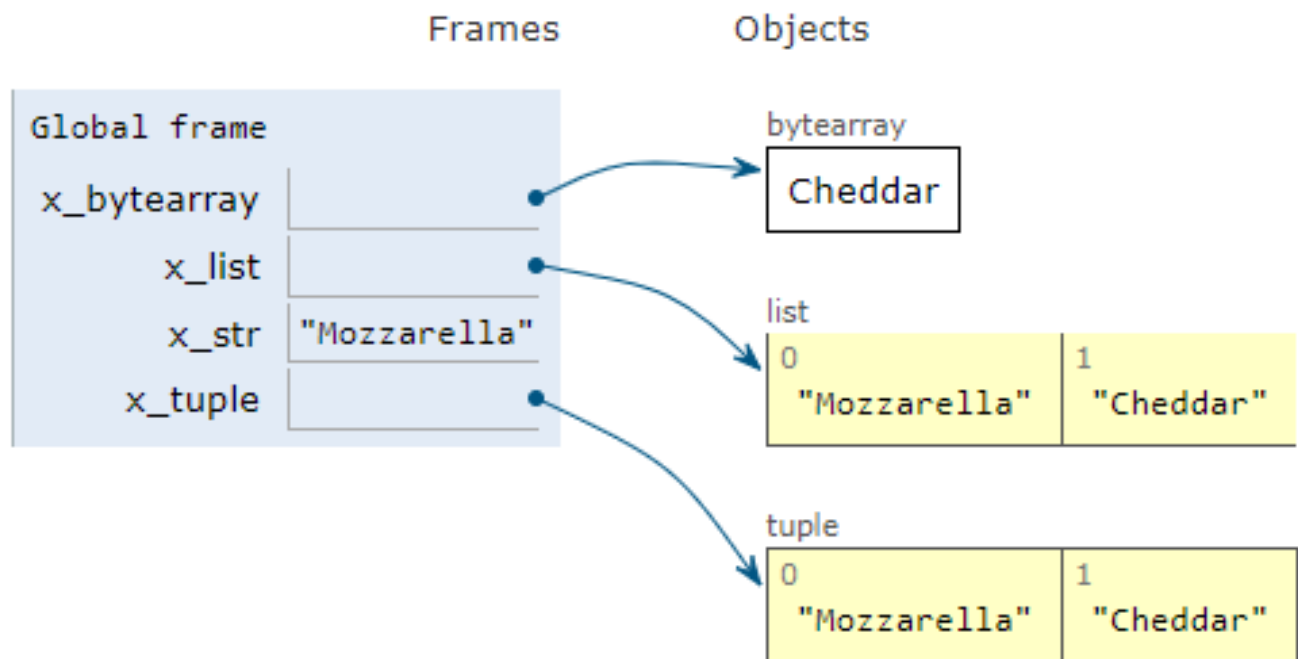 Frames Objects
Global frame
x_bytearray
x_list
x_str "Mozzarella"
x_tuple
bytearray
Cheddar
list
0 1
"Mozzarella" "Cheddar"
tuple
0 1
"Mozzarella" "Cheddar"